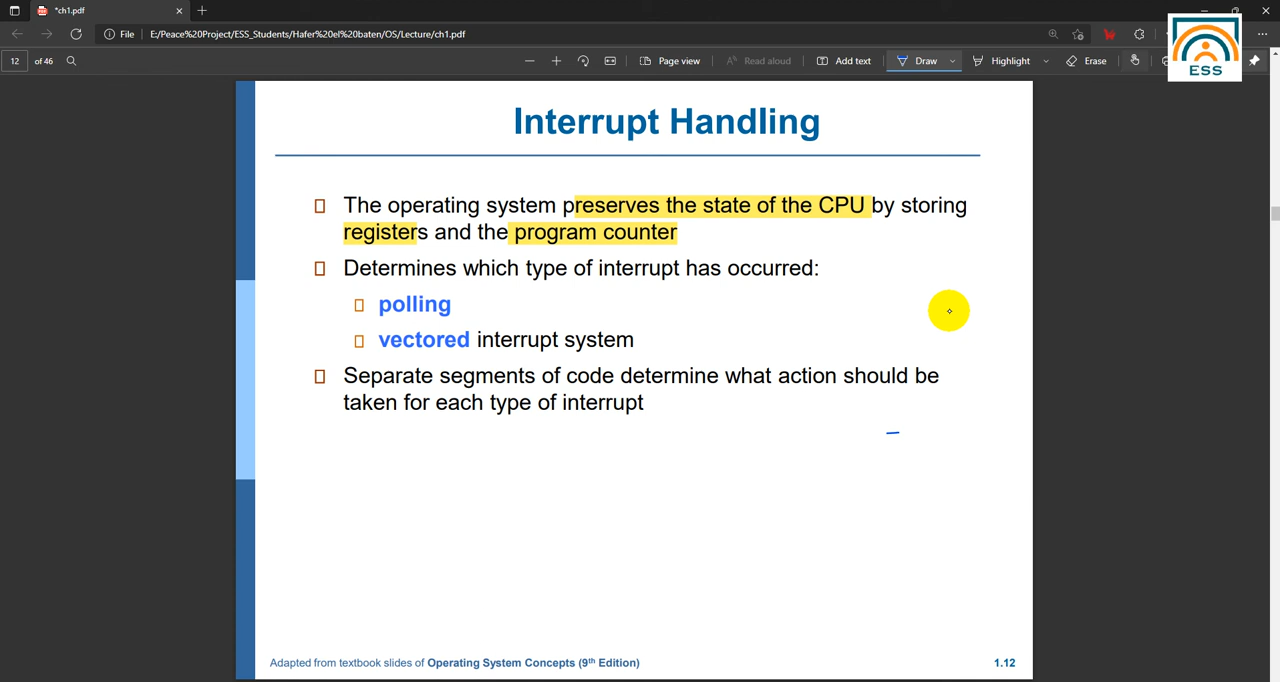 *ch1.pdf
File E:/Peace%20Project/ESS_Students/Hafer%20el%20baten/OS/Lecture/ch1.pdf
12 of 46 Page view Read aloud Add text Draw Highlight Erase
ESS
Interrupt Handling
The operating system preserves the state of the CPU by storing
registers and the program counter
Determines which type of interrupt has occurred:
polling
vectored interrupt system
Separate segments of code determine what action should be
taken for each type of interrupt
Adapted from textbook slides of Operating System Concepts (9th Edition) 1.12